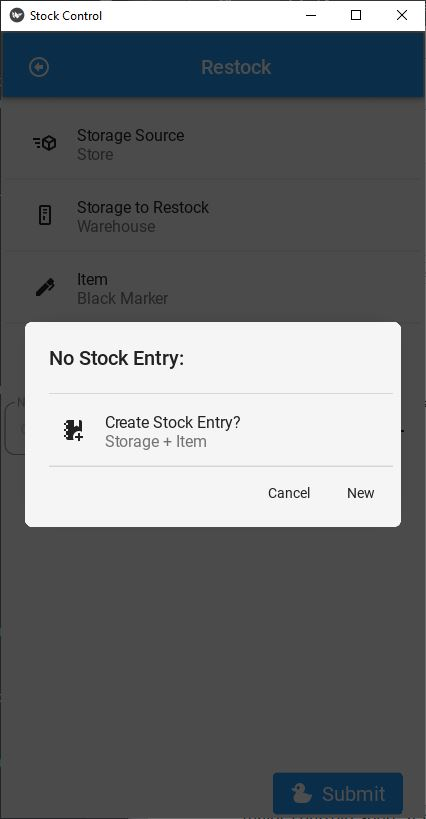 Stock Control
Restock
Storage Source
Store
Storage to Restock
Warehouse
Item
Black Marker
No Stock Entry:
Create Stock Entry?
Storage + Item
Cancel
New
Submit